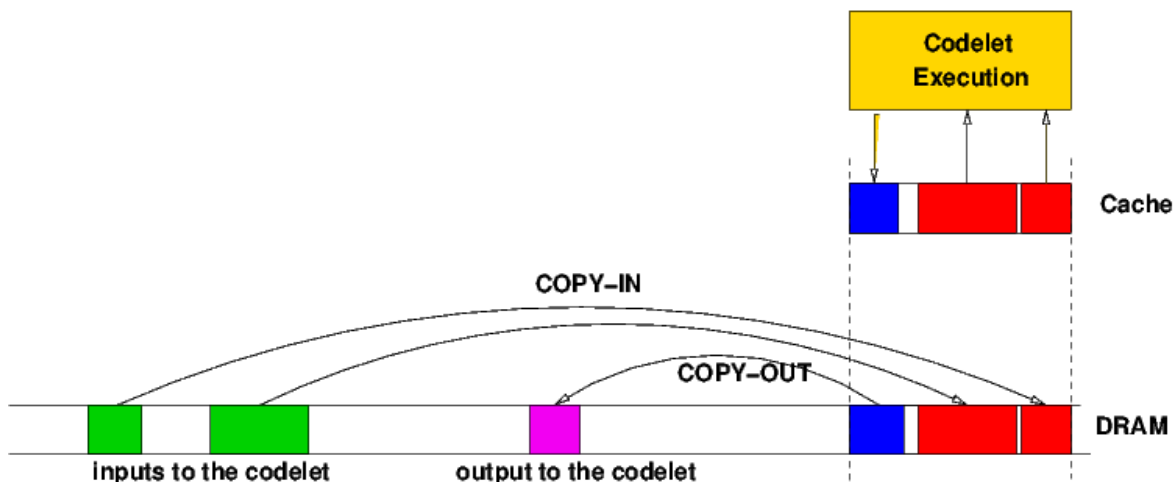 Codelet
Execution
Cache
COPY–IN
COPY–OUT
DRAM
inputs to the codelet
output to the codelet